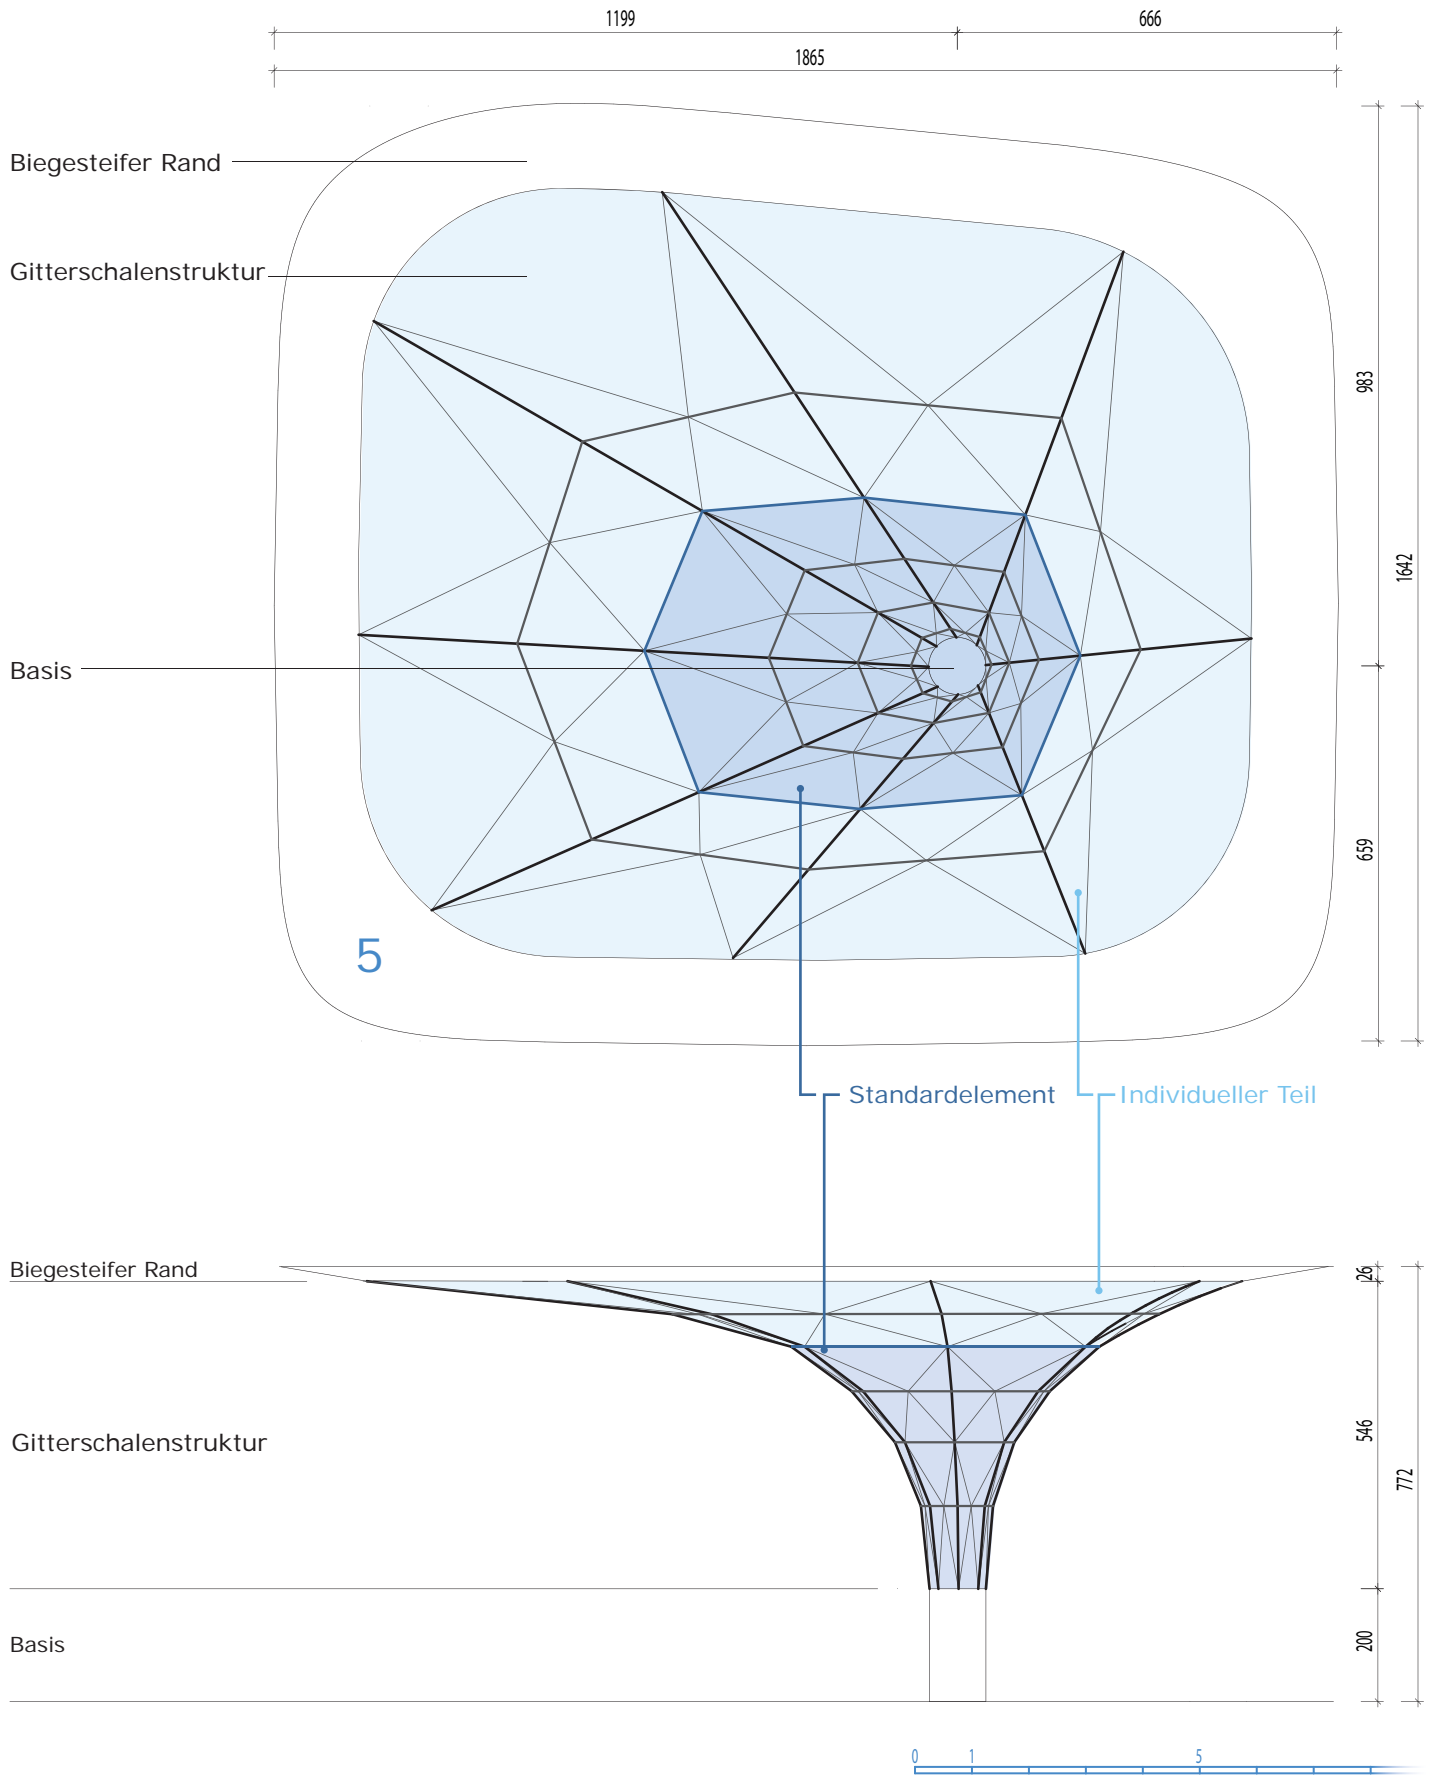 1199
666
1865
Biegesteifer Rand
Gitterschalenstruktur
983
1642
Basis
659
5
Standardelement
Individueller Teil
Biegesteifer Rand
26
Gitterschalenstruktur
546
772
Basis
200
0 1 5